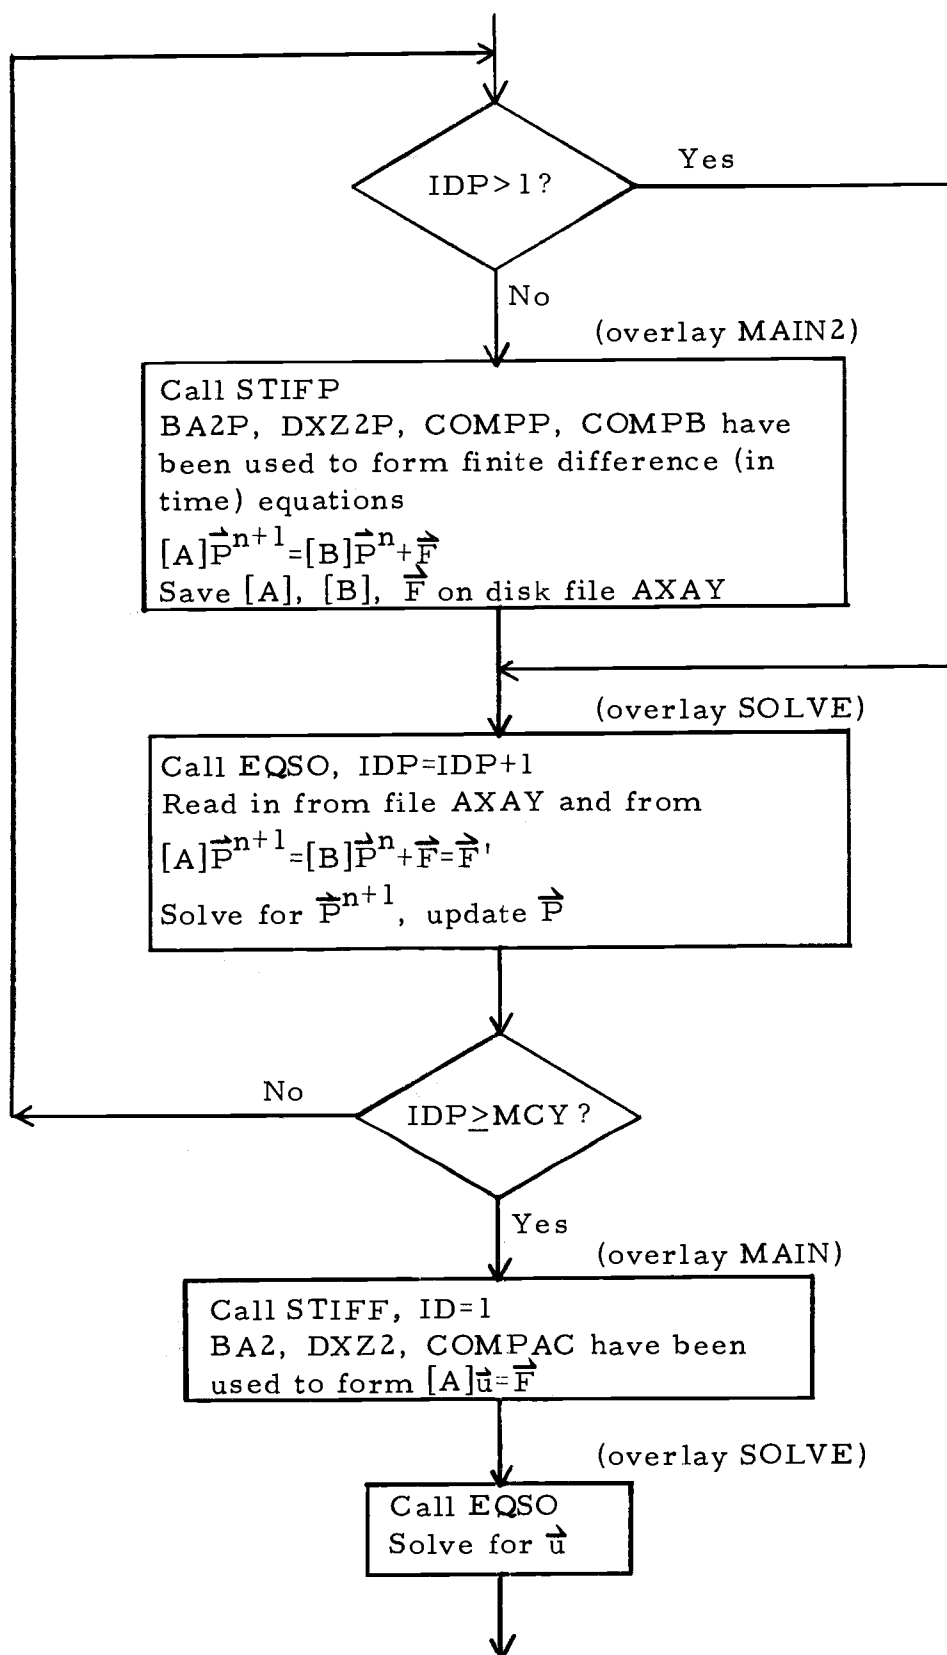 IDP>1?
Yes
No
(overlay MAIN2)
Call STIFP
BA2P, DXZ2P, COMPP, COMPB have
been used to form finite difference (in
time) equations
[A]P⃗ⁿ⁺¹=[B]P⃗ⁿ+F⃗
Save [A], [B], F⃗ on disk file AXAY
(overlay SOLVE)
Call EQSO, IDP=IDP+1
Read in from file AXAY and from
[A]P⃗ⁿ⁺¹=[B]P⃗ⁿ+F⃗=F⃗'
Solve for P⃗ⁿ⁺¹, update P⃗
No
IDP≥MCY?
Yes
(overlay MAIN)
Call STIFF, ID=1
BA2, DXZ2, COMPAC have been
used to form [A]u⃗=F⃗
(overlay SOLVE)
Call EQSO
Solve for u⃗